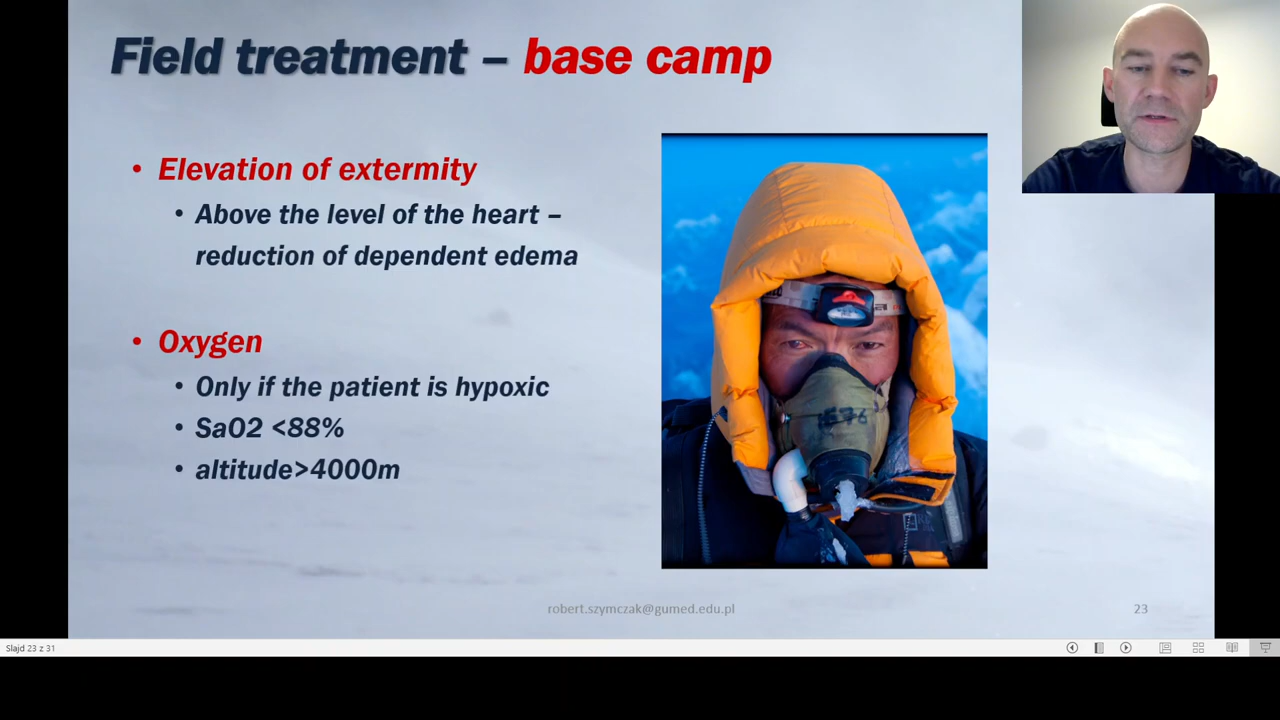 Field treatment – base camp
• Elevation of extermity
• Above the level of the heart –
reduction of dependent edema
• Oxygen
• Only if the patient is hypoxic
• SaO2 <88%
• altitude>4000m
robert.szymczak@gumed.edu.pl
23
Slajd 23 z 31